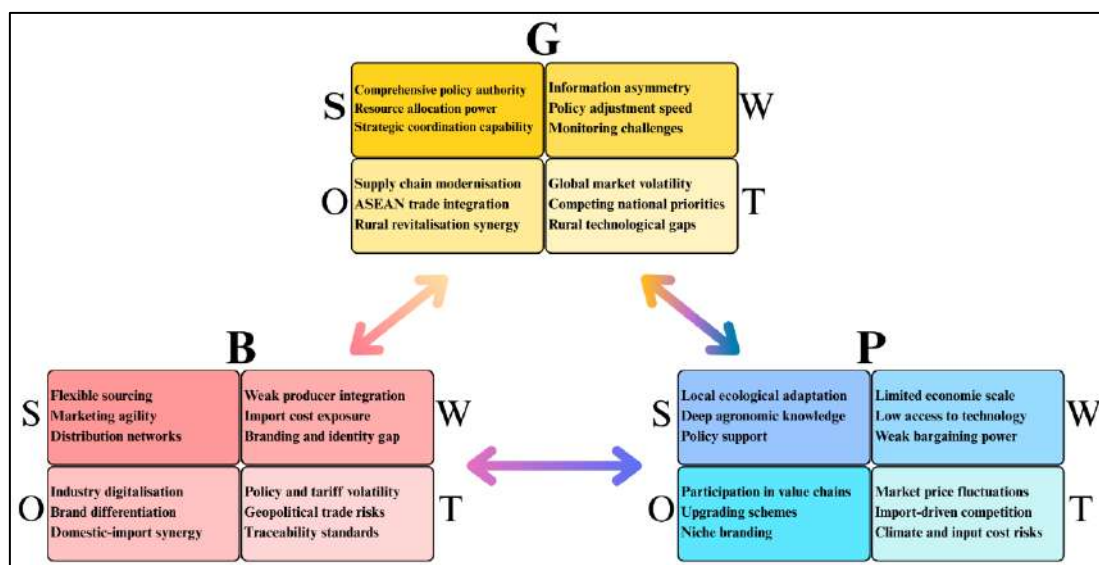 G
S
W
Comprehensive policy authority
Resource allocation power
Strategic coordination capability
Information asymmetry
Policy adjustment speed
Monitoring challenges
O
T
Supply chain modernisation
ASEAN trade integration
Rural revitalisation synergy
Global market volatility
Competing national priorities
Rural technological gaps
B
S
W
Flexible sourcing
Marketing agility
Distribution networks
Weak producer integration
Import cost exposure
Branding and identity gap
O
T
Industry digitalisation
Brand differentiation
Domestic-import synergy
Policy and tariff volatility
Geopolitical trade risks
Traceability standards
P
S
W
Local ecological adaptation
Deep agronomic knowledge
Policy support
Limited economic scale
Low access to technology
Weak bargaining power
O
T
Participation in value chains
Upgrading schemes
Niche branding
Market price fluctuations
Import-driven competition
Climate and input cost risks